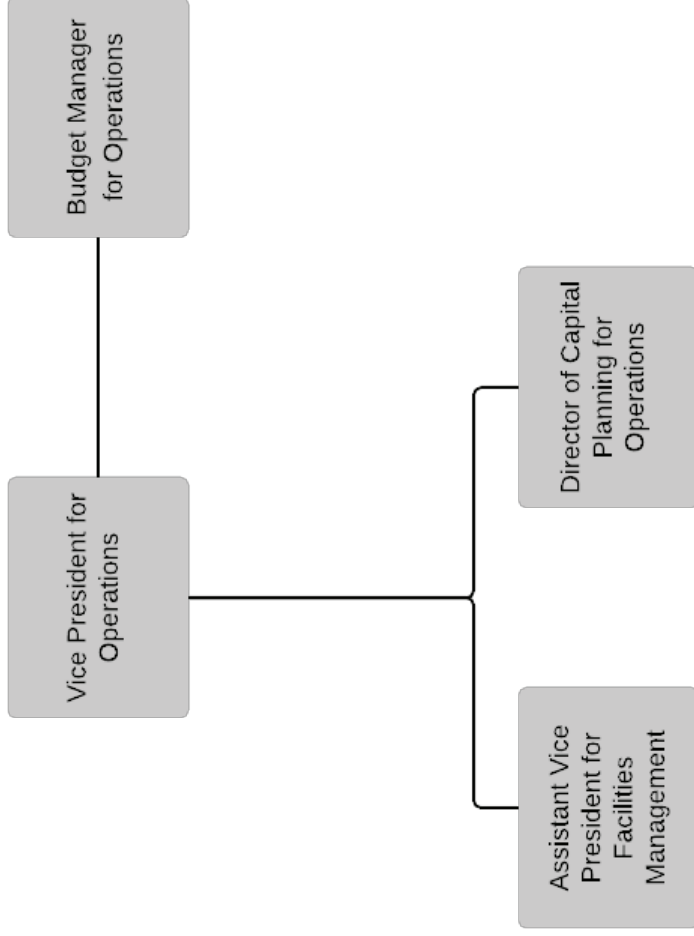 Vice President for
Operations
Budget Manager
for Operations
Assistant Vice
President for
Facilities
Management
Director of Capital
Planning for
Operations